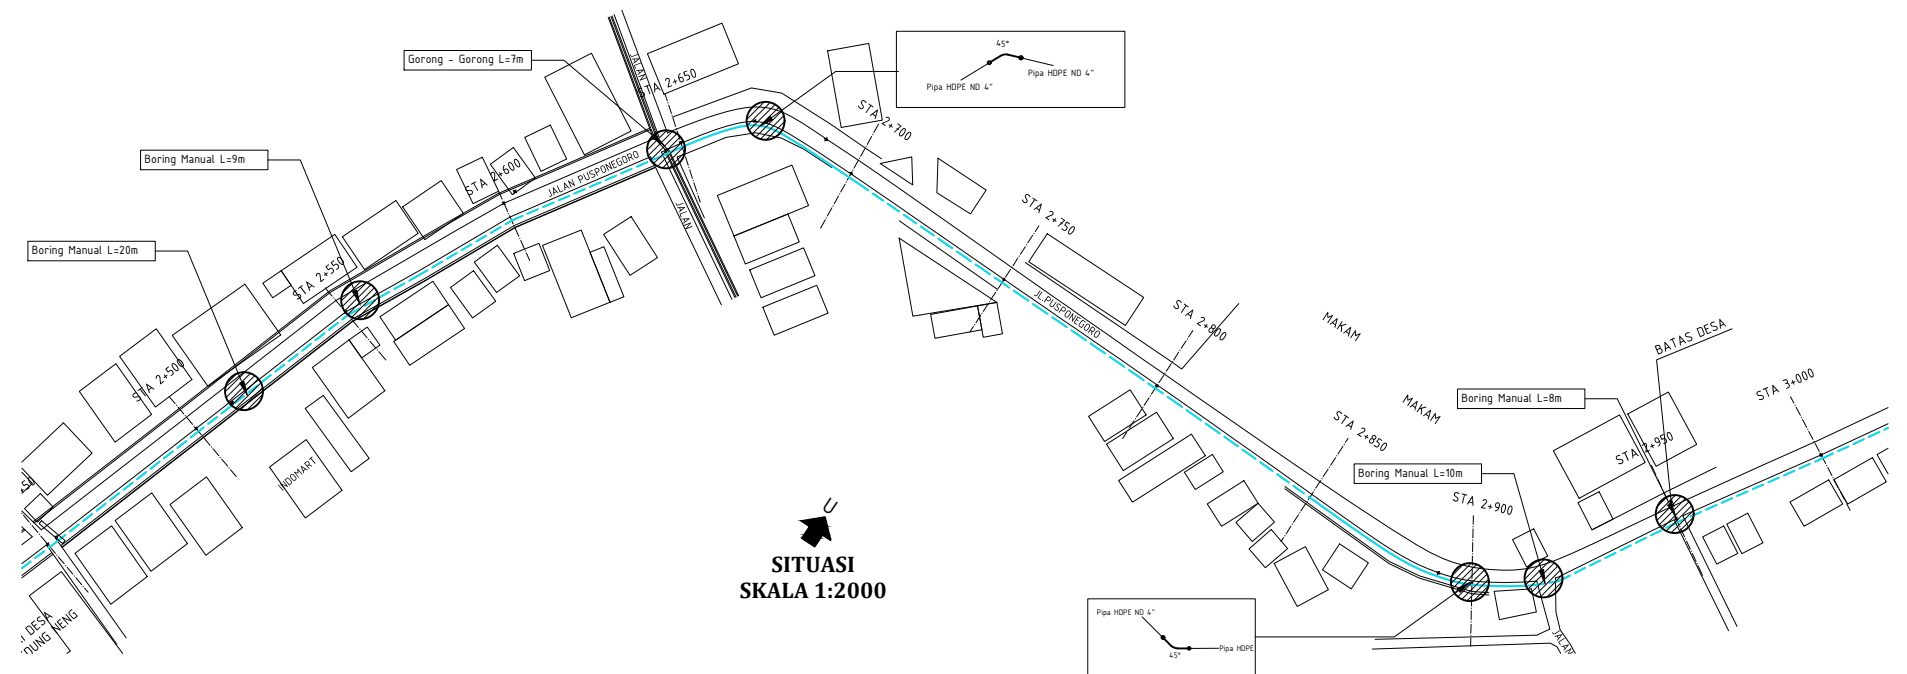 Gorong - Gorong L=7m
45°
Pipa HDPE ND 4"
Pipa HDPE ND 4"
JALAN
STA 2+650
STA 2+700
Boring Manual L=9m
STA 2+600
JALAN PUSPONEGORO
JALAN
Boring Manual L=20m
STA 2+550
STA 2+750
JL.PUSPONEGORO
STA 2+800
MAKAM
BATAS DESA
STA 2+500
MAKAM
Boring Manual L=8m
STA 3+000
STA 2+850
STA 2+950
INDOMART
Boring Manual L=10m
STA 2+900
U
SITUASI
SKALA 1:2000
Pipa HDPE ND 4"
45°
Pipa HDPE
JALAN
DESA